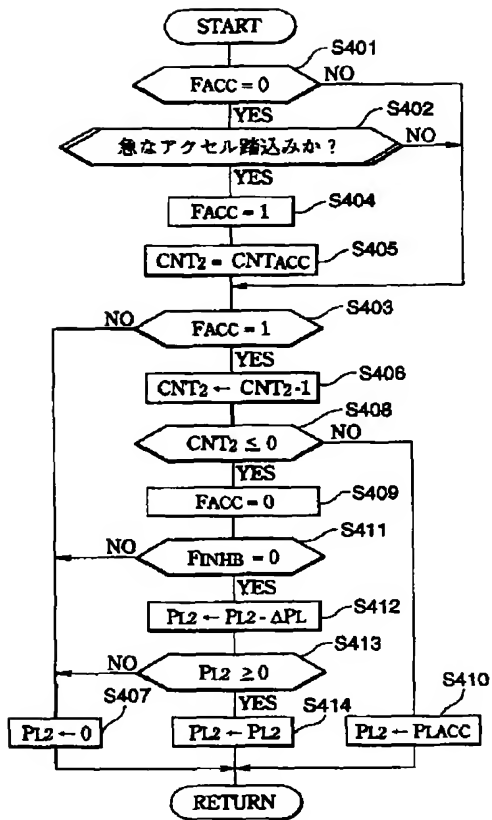 START
S401
FACC = 0
NO
YES
S402
急なアクセル踏込みか?
NO
YES
S404
FACC = 1
S405
CNT2 = CNTACC
S403
NO
FACC = 1
YES
S406
CNT2 ← CNT2-1
S408
CNT2 ≤ 0
NO
YES
S409
FACC = 0
S411
NO
FINHB = 0
YES
S412
PL2 ← PL2 - ΔPL
S413
NO
PL2 ≥ 0
S407
YES
S414
S410
PL2 ← 0
PL2 ← PL2
PL2 ← PLACC
RETURN